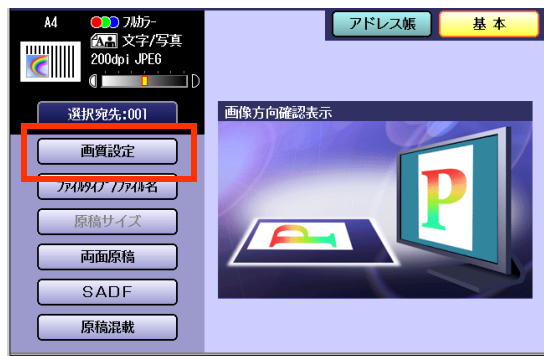 A4 フルカラー
文字/写真
200dpi JPEG
選択宛先:001
画質設定
ファイルタイプ/ファイル名
原稿サイズ
両面原稿
SADF
原稿混載
アドレス帳
基本
画像方向確認表示
P
P